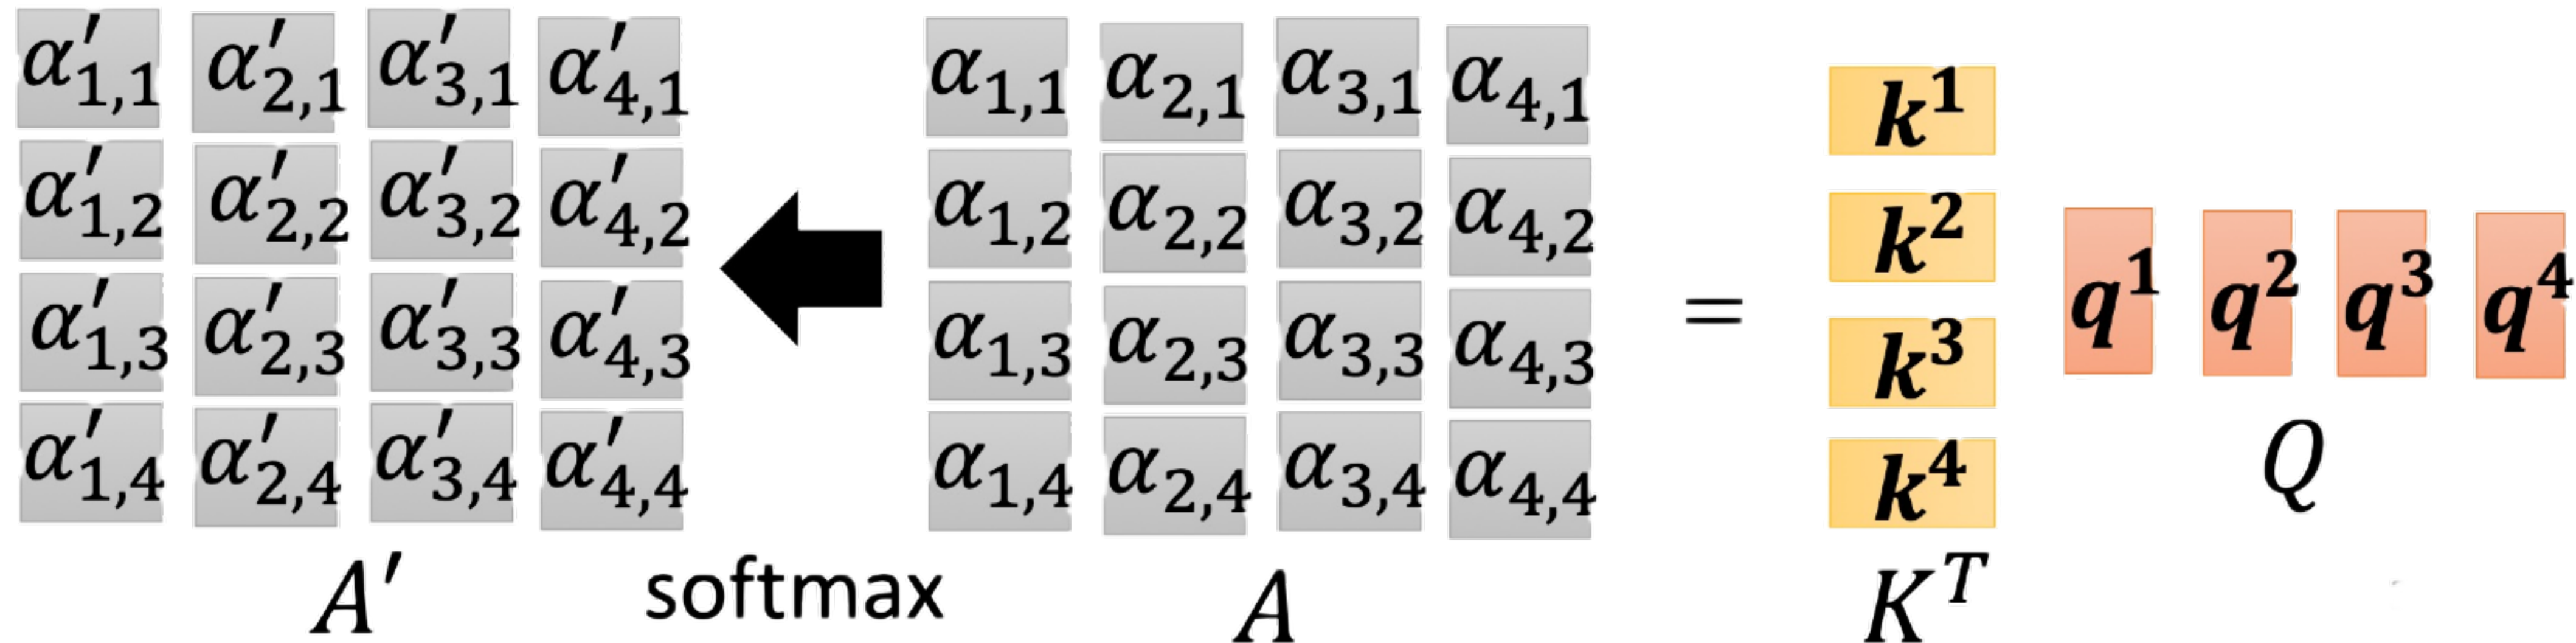 α′1,1 α′2,1 α′3,1 α′4,1 α1,1 α2,1 α3,1 α4,1 k¹
α′1,2 α′2,2 α′3,2 α′4,2 α1,2 α2,2 α3,2 α4,2 k²
= q¹ q² q³ q⁴
α′1,3 α′2,3 α′3,3 α′4,3 α1,3 α2,3 α3,3 α4,3 k³
α′1,4 α′2,4 α′3,4 α′4,4 α1,4 α2,4 α3,4 α4,4 k⁴ Q
A′ softmax A Kᵀ